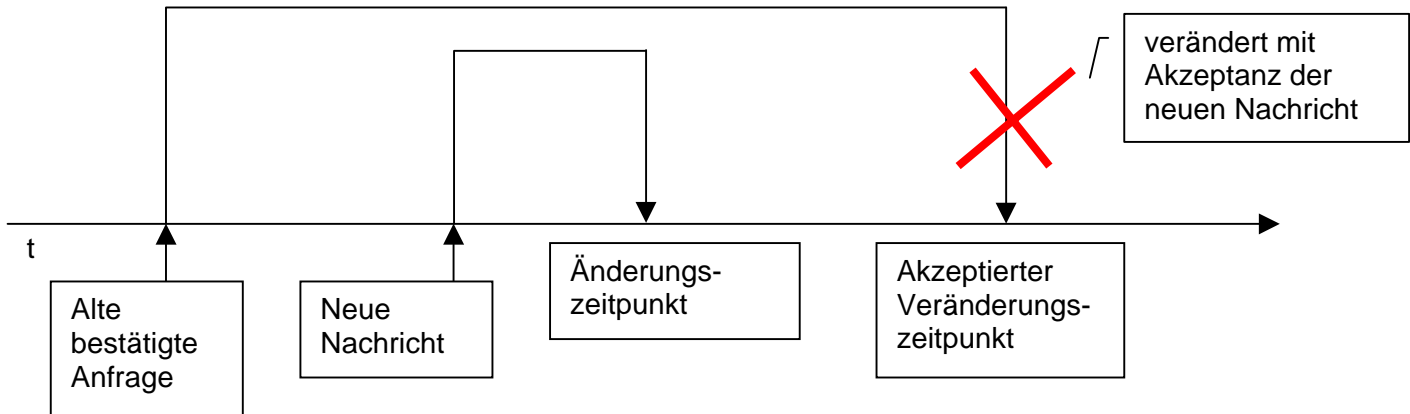 verändert mit
Akzeptanz der
neuen Nachricht
t
Alte
bestätigte
Anfrage
Neue
Nachricht
Änderungs-
zeitpunkt
Akzeptierter
Veränderungs-
zeitpunkt